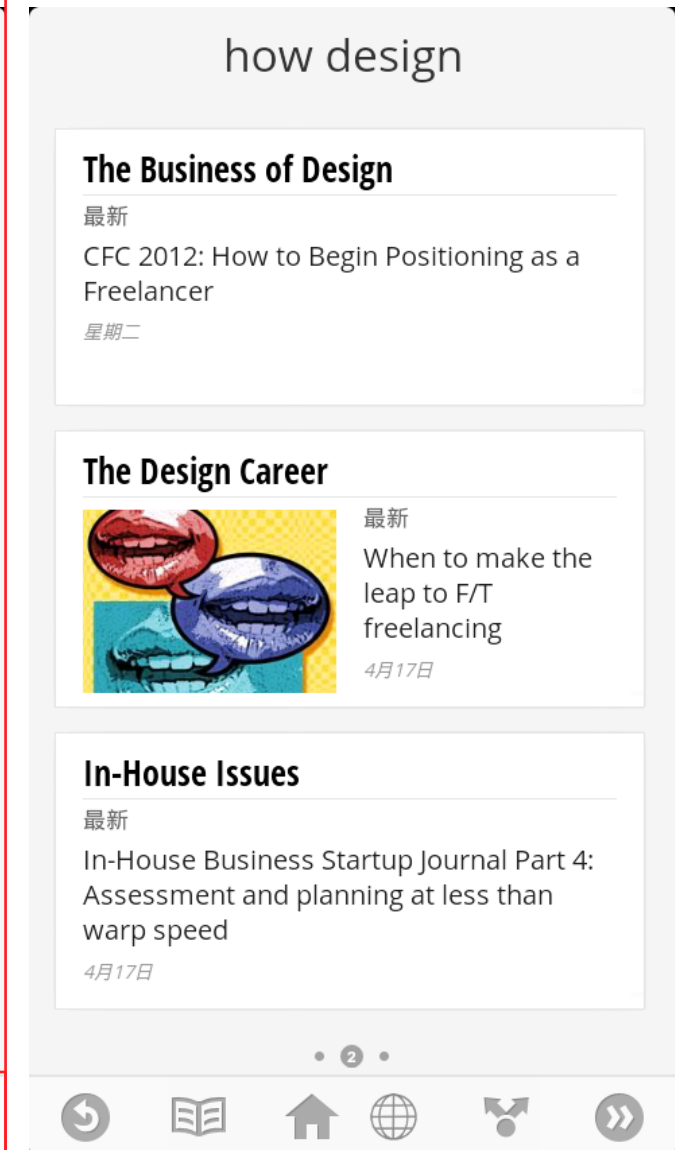 how design
The Business of Design
最新
CFC 2012: How to Begin Positioning as a
Freelancer
星期二
The Design Career
最新
When to make the
leap to F/T
freelancing
4月17日
In-House Issues
最新
In-House Business Startup Journal Part 4:
Assessment and planning at less than
warp speed
4月17日
2